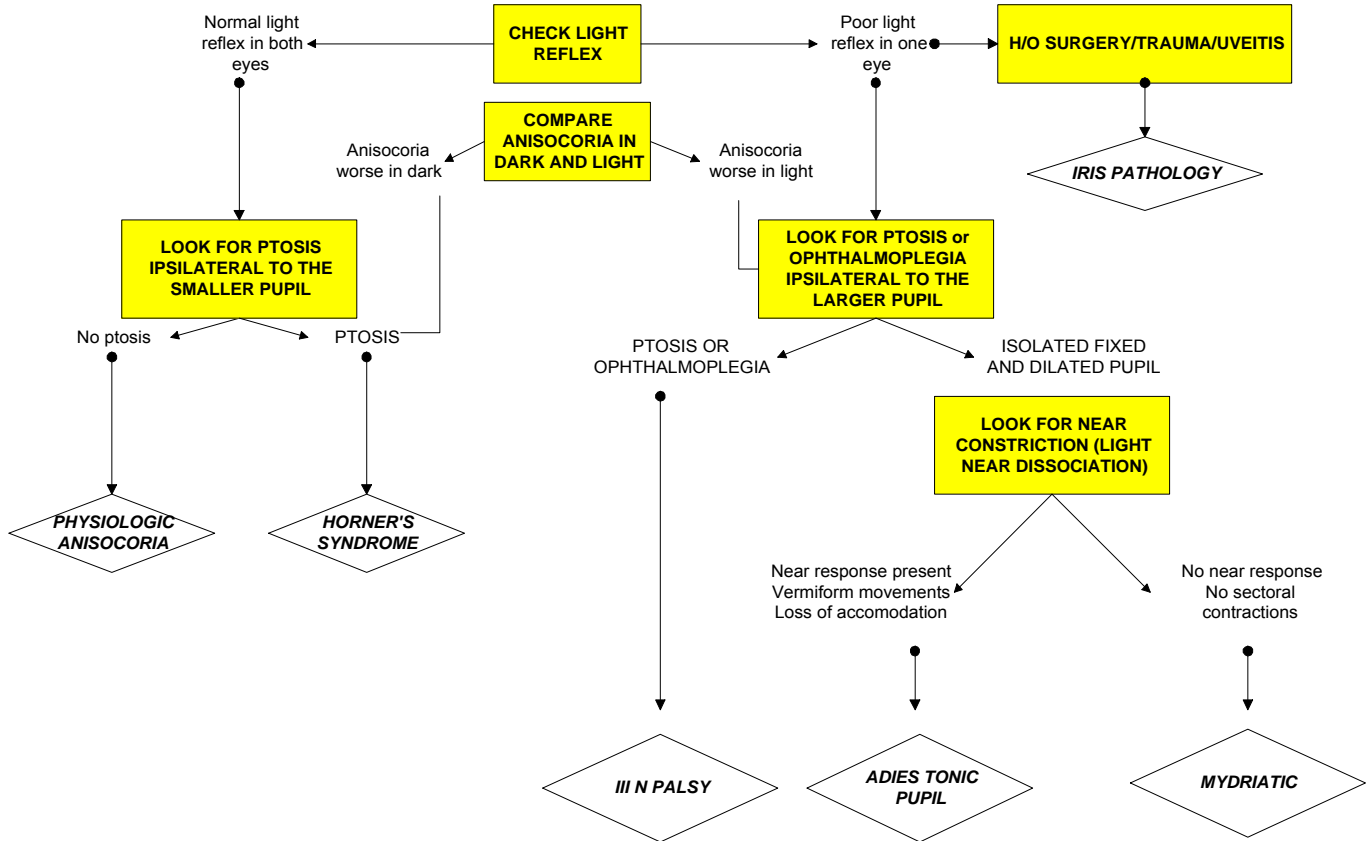 Normal light
reflex in both
eyes
CHECK LIGHT
REFLEX
Poor light
reflex in one
eye
H/O SURGERY/TRAUMA/UVEITIS
COMPARE
ANISOCORIA IN
DARK AND LIGHT
Anisocoria
worse in dark
Anisocoria
worse in light
IRIS PATHOLOGY
LOOK FOR PTOSIS
IPSILATERAL TO THE
SMALLER PUPIL
LOOK FOR PTOSIS or
OPHTHALMOPLEGIA
IPSILATERAL TO THE
LARGER PUPIL
No ptosis
PTOSIS
PTOSIS OR
OPHTHALMOPLEGIA
ISOLATED FIXED
AND DILATED PUPIL
LOOK FOR NEAR
CONSTRICTION (LIGHT
NEAR DISSOCIATION)
PHYSIOLOGIC
ANISOCORIA
HORNER'S
SYNDROME
Near response present
Vermiform movements
Loss of accomodation
No near response
No sectoral
contractions
III N PALSY
ADIES TONIC
PUPIL
MYDRIATIC